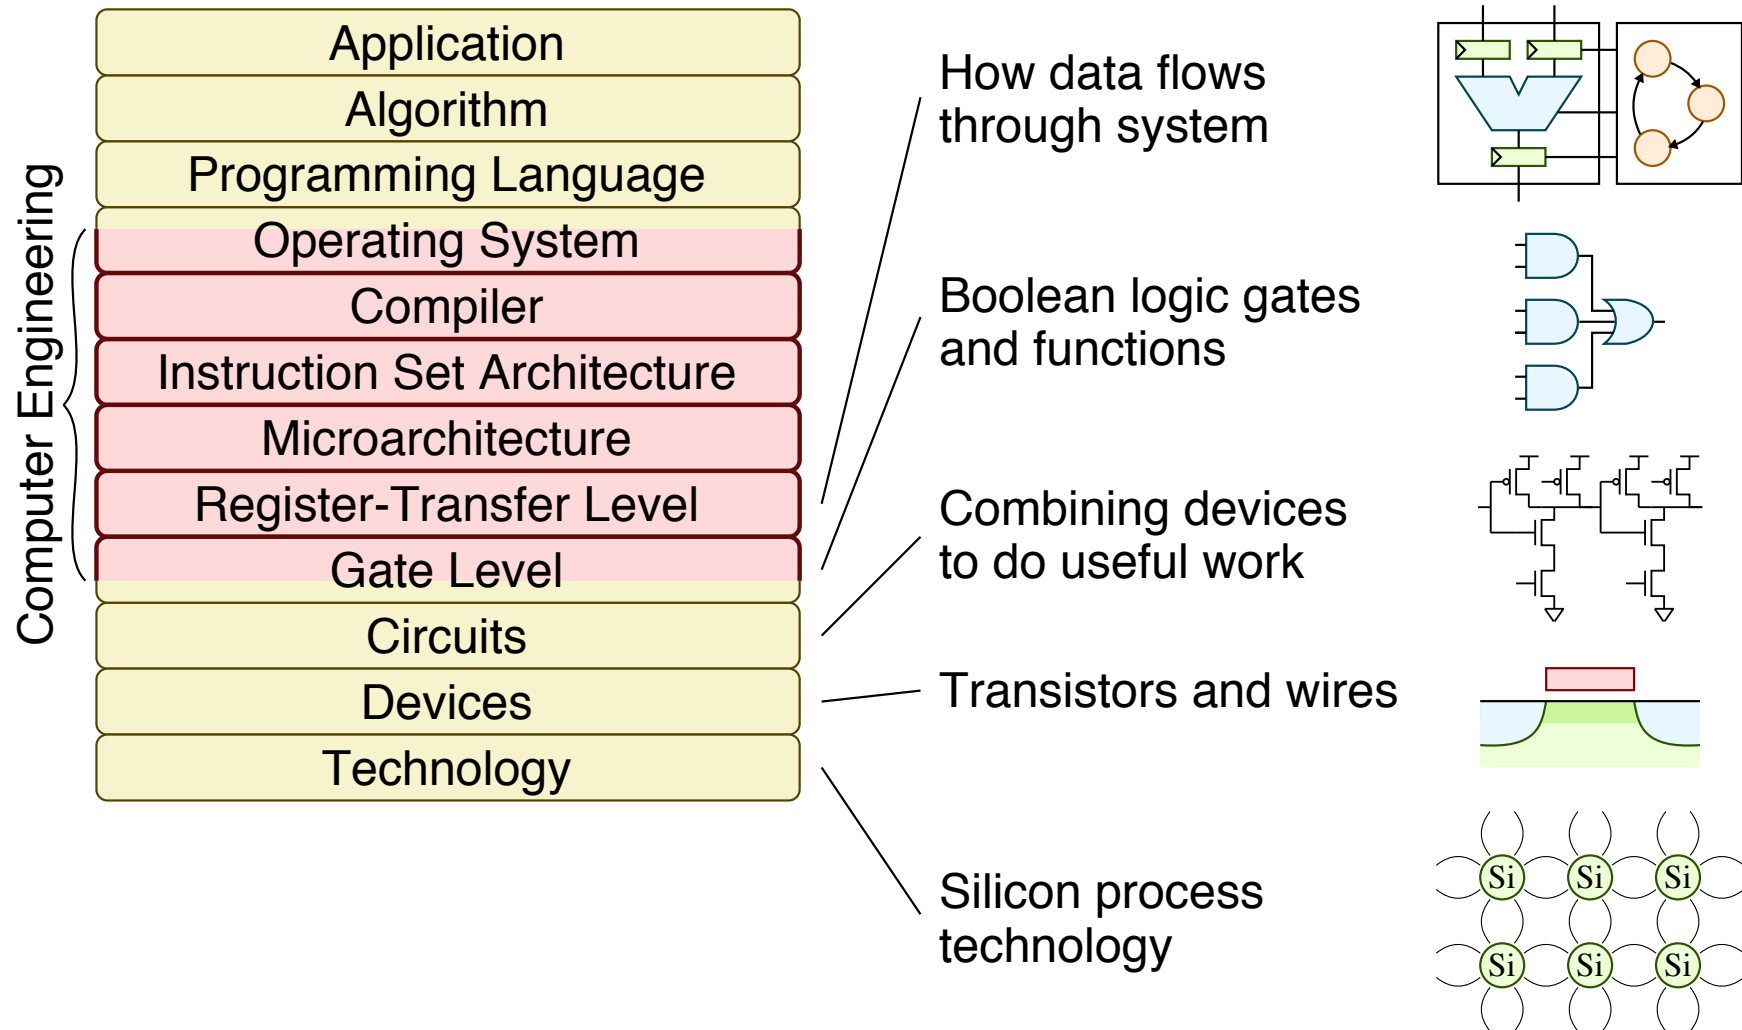 Computer Engineering
Application
Algorithm
Programming Language
Operating System
Compiler
Instruction Set Architecture
Microarchitecture
Register-Transfer Level
Gate Level
Circuits
Devices
Technology
How data flows
through system
Boolean logic gates
and functions
Combining devices
to do useful work
Transistors and wires
Silicon process
technology
Si Si Si
Si Si Si